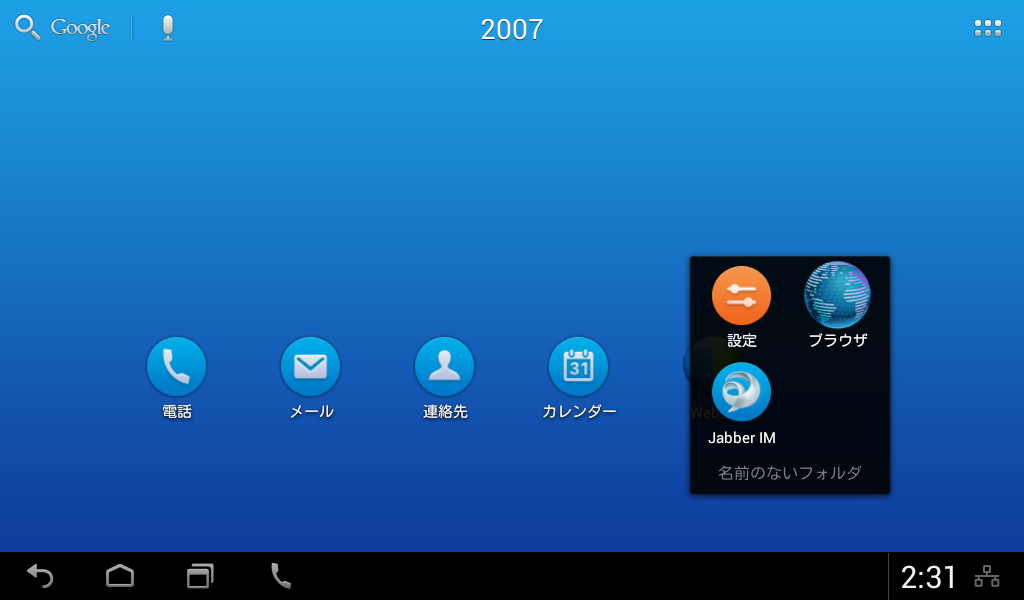 Google
2007
設定
ブラウザ
電話
メール
連絡先
カレンダー
31
Jabber IM
名前のないフォルダ
2:31